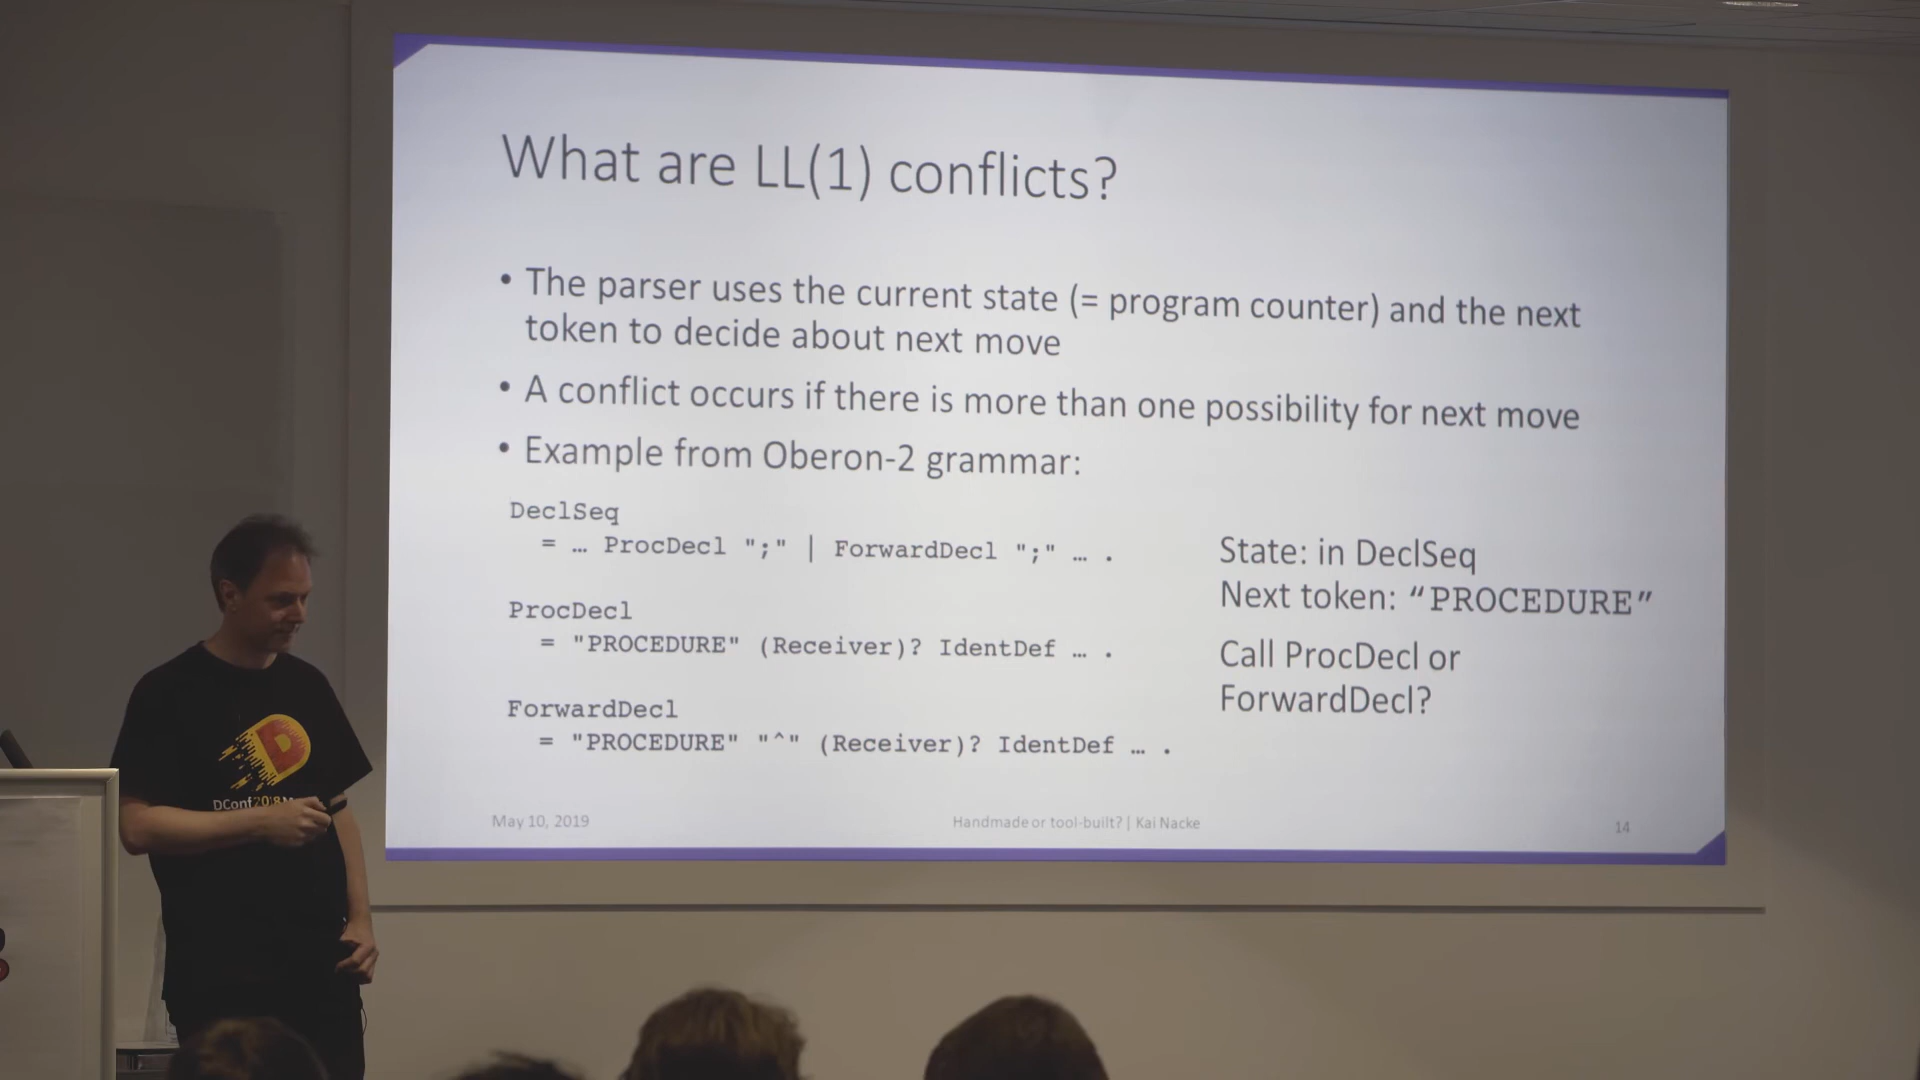 What are LL(1) conflicts?
• The parser uses the current state (= program counter) and the next
token to decide about next move
• A conflict occurs if there is more than one possibility for next move
• Example from Oberon-2 grammar:
DeclSeq
= … ProcDecl ";" | ForwardDecl ";" … .
ProcDecl
= "PROCEDURE" (Receiver)? IdentDef … .
ForwardDecl
= "PROCEDURE" "^" (Receiver)? IdentDef … .
State: in DeclSeq
Next token: “PROCEDURE”
Call ProcDecl or
ForwardDecl?
May 10, 2019
Handmade or tool-built? | Kai Nacke
14
DConf2018